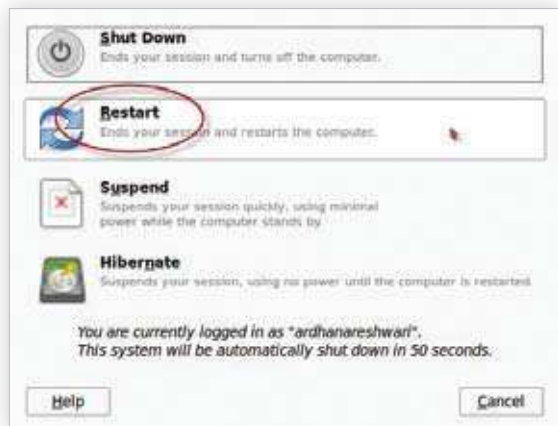 Shut Down
Ends your session and turns off the computer.
Restart
Ends your session and restarts the computer.
Suspend
Suspends your session quickly, using minimal
power while the computer stands by.
Hibernate
Suspends your session, using no power until the computer is restarted.
You are currently logged in as "ardhanareshwari".
This system will be automatically shut down in 50 seconds.
Help
Cancel